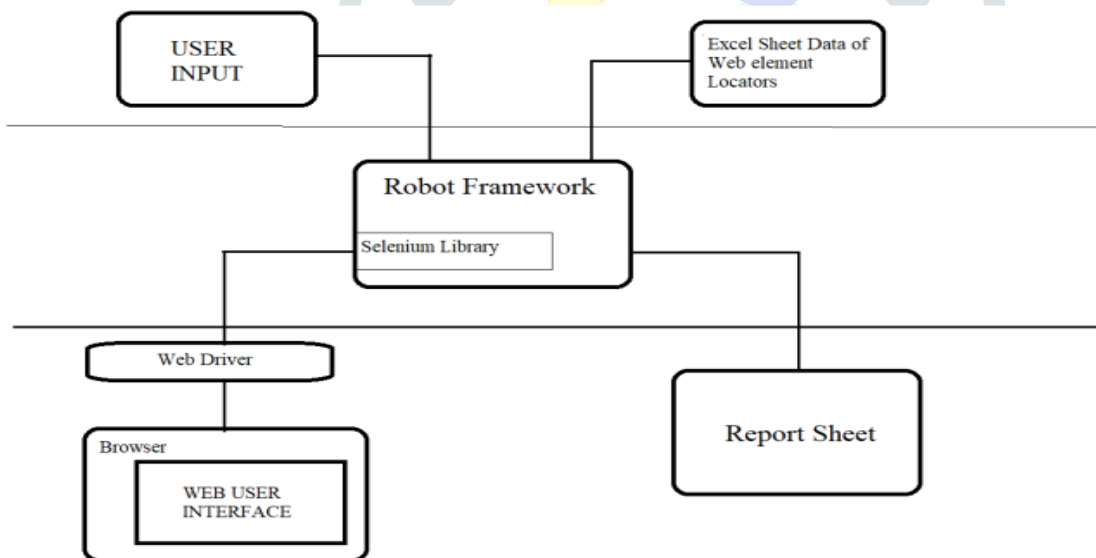 USER
INPUT
Excel Sheet Data of
Web element
Locators
Robot Framework
Selenium Library
Web Driver
Browser
WEB USER
INTERFACE
Report Sheet